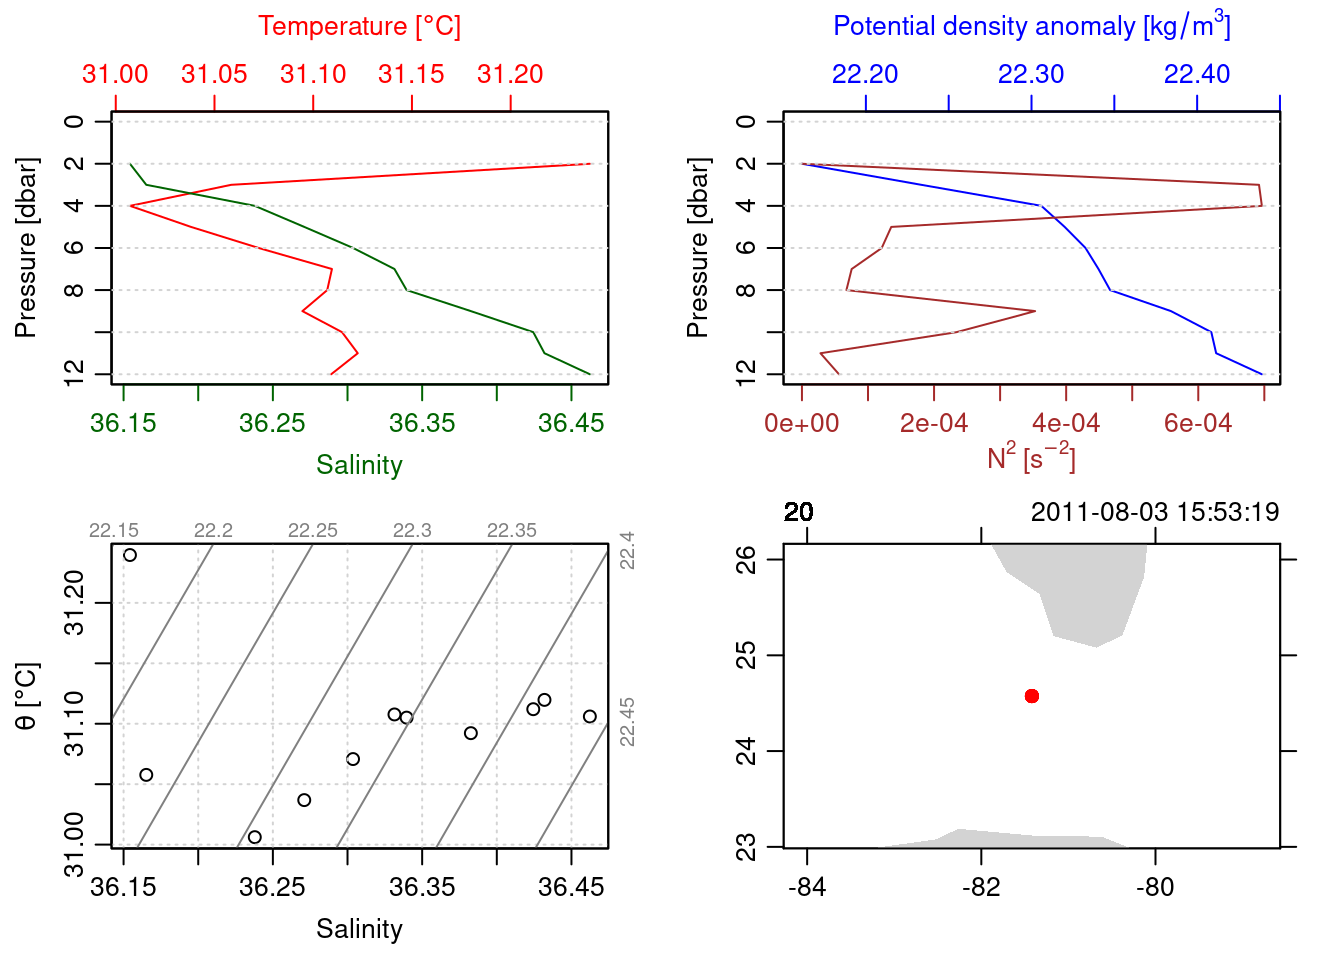 Temperature [°C]
31.00 31.05 31.10 31.15 31.20
Pressure [dbar]
0
2
4
6
8
12
36.15 36.25 36.35 36.45
Salinity
Potential density anomaly [kg/m³]
22.20 22.30 22.40
Pressure [dbar]
0
2
4
6
8
12
0e+00 2e-04 4e-04 6e-04
N² [s⁻²]
22.15 22.2 22.25 22.3 22.35 22.4
22.45
θ [°C]
31.20
31.10
31.00
36.15 36.25 36.35 36.45
Salinity
20 2011-08-03 15:53:19
26
25
24
23
-84 -82 -80